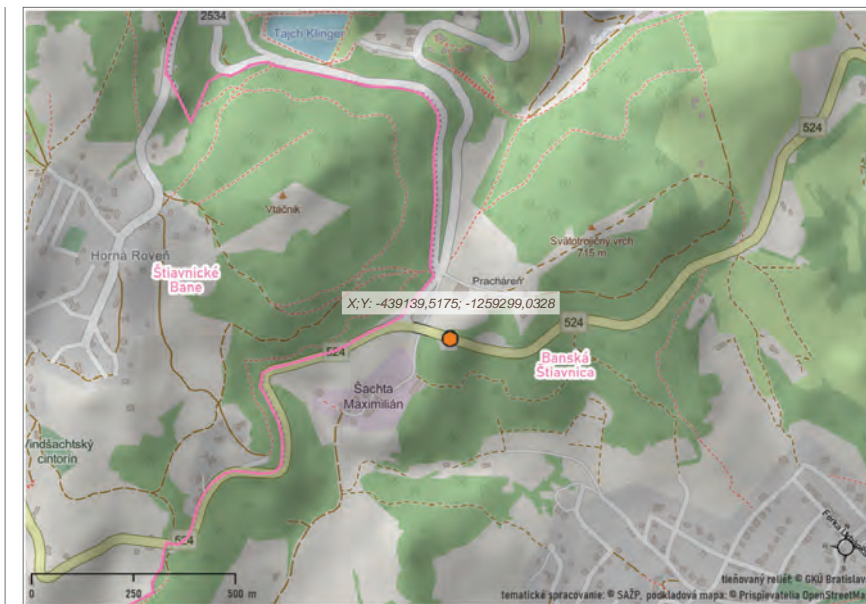 2534
Tajch Klinger
524
Vtáčnik
Svätotrojičný vrch
715 m
Horná Roveň
Štiavnické
Bane
Pracháreň
X;Y: -439139,5175; -1259299,0328
524
524
Banská
Štiavnica
Šachta
Maximilián
Vindšachtský
cintorín
524
0
250
500 m
tieňovaný reliéf: © GKÚ Bratislava
tematické spracovanie: © SAŽP, podkladová mapa: © Prispievatelia OpenStreetMa